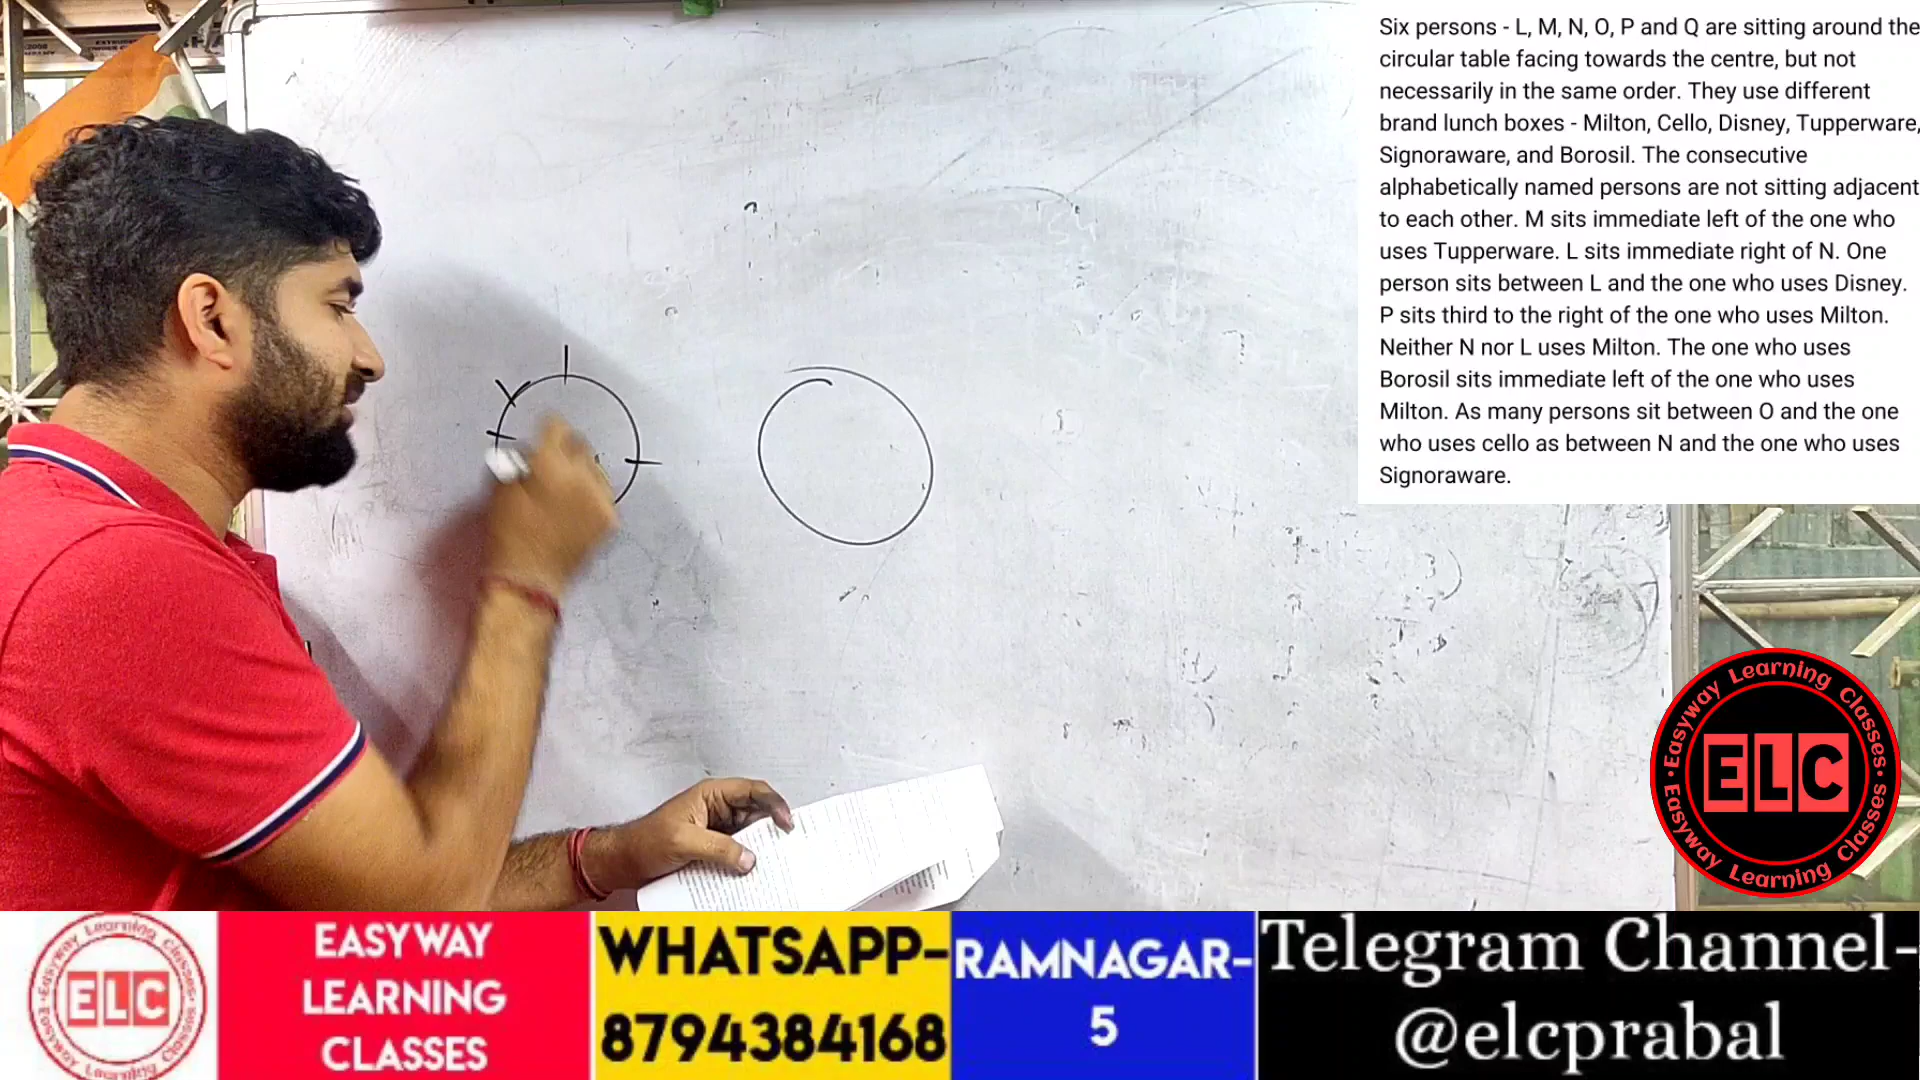 Six persons - L, M, N, O, P and Q are sitting around the
circular table facing towards the centre, but not
necessarily in the same order. They use different
brand lunch boxes - Milton, Cello, Disney, Tupperware,
Signoraware, and Borosil. The consecutive
alphabetically named persons are not sitting adjacent
to each other. M sits immediate left of the one who
uses Tupperware. L sits immediate right of N. One
person sits between L and the one who uses Disney.
P sits third to the right of the one who uses Milton.
Neither N nor L uses Milton. The one who uses
Borosil sits immediate left of the one who uses
Milton. As many persons sit between O and the one
who uses cello as between N and the one who uses
Signoraware.
Easyway Learning Classes
ELC
Easyway Learning Classes
Easyway Learning Classes
ELC
Easyway Learning Classes
EASYWAY
LEARNING
CLASSES
WHATSAPP-
8794384168
RAMNAGAR-
5
Telegram Channel-
@elcprabal